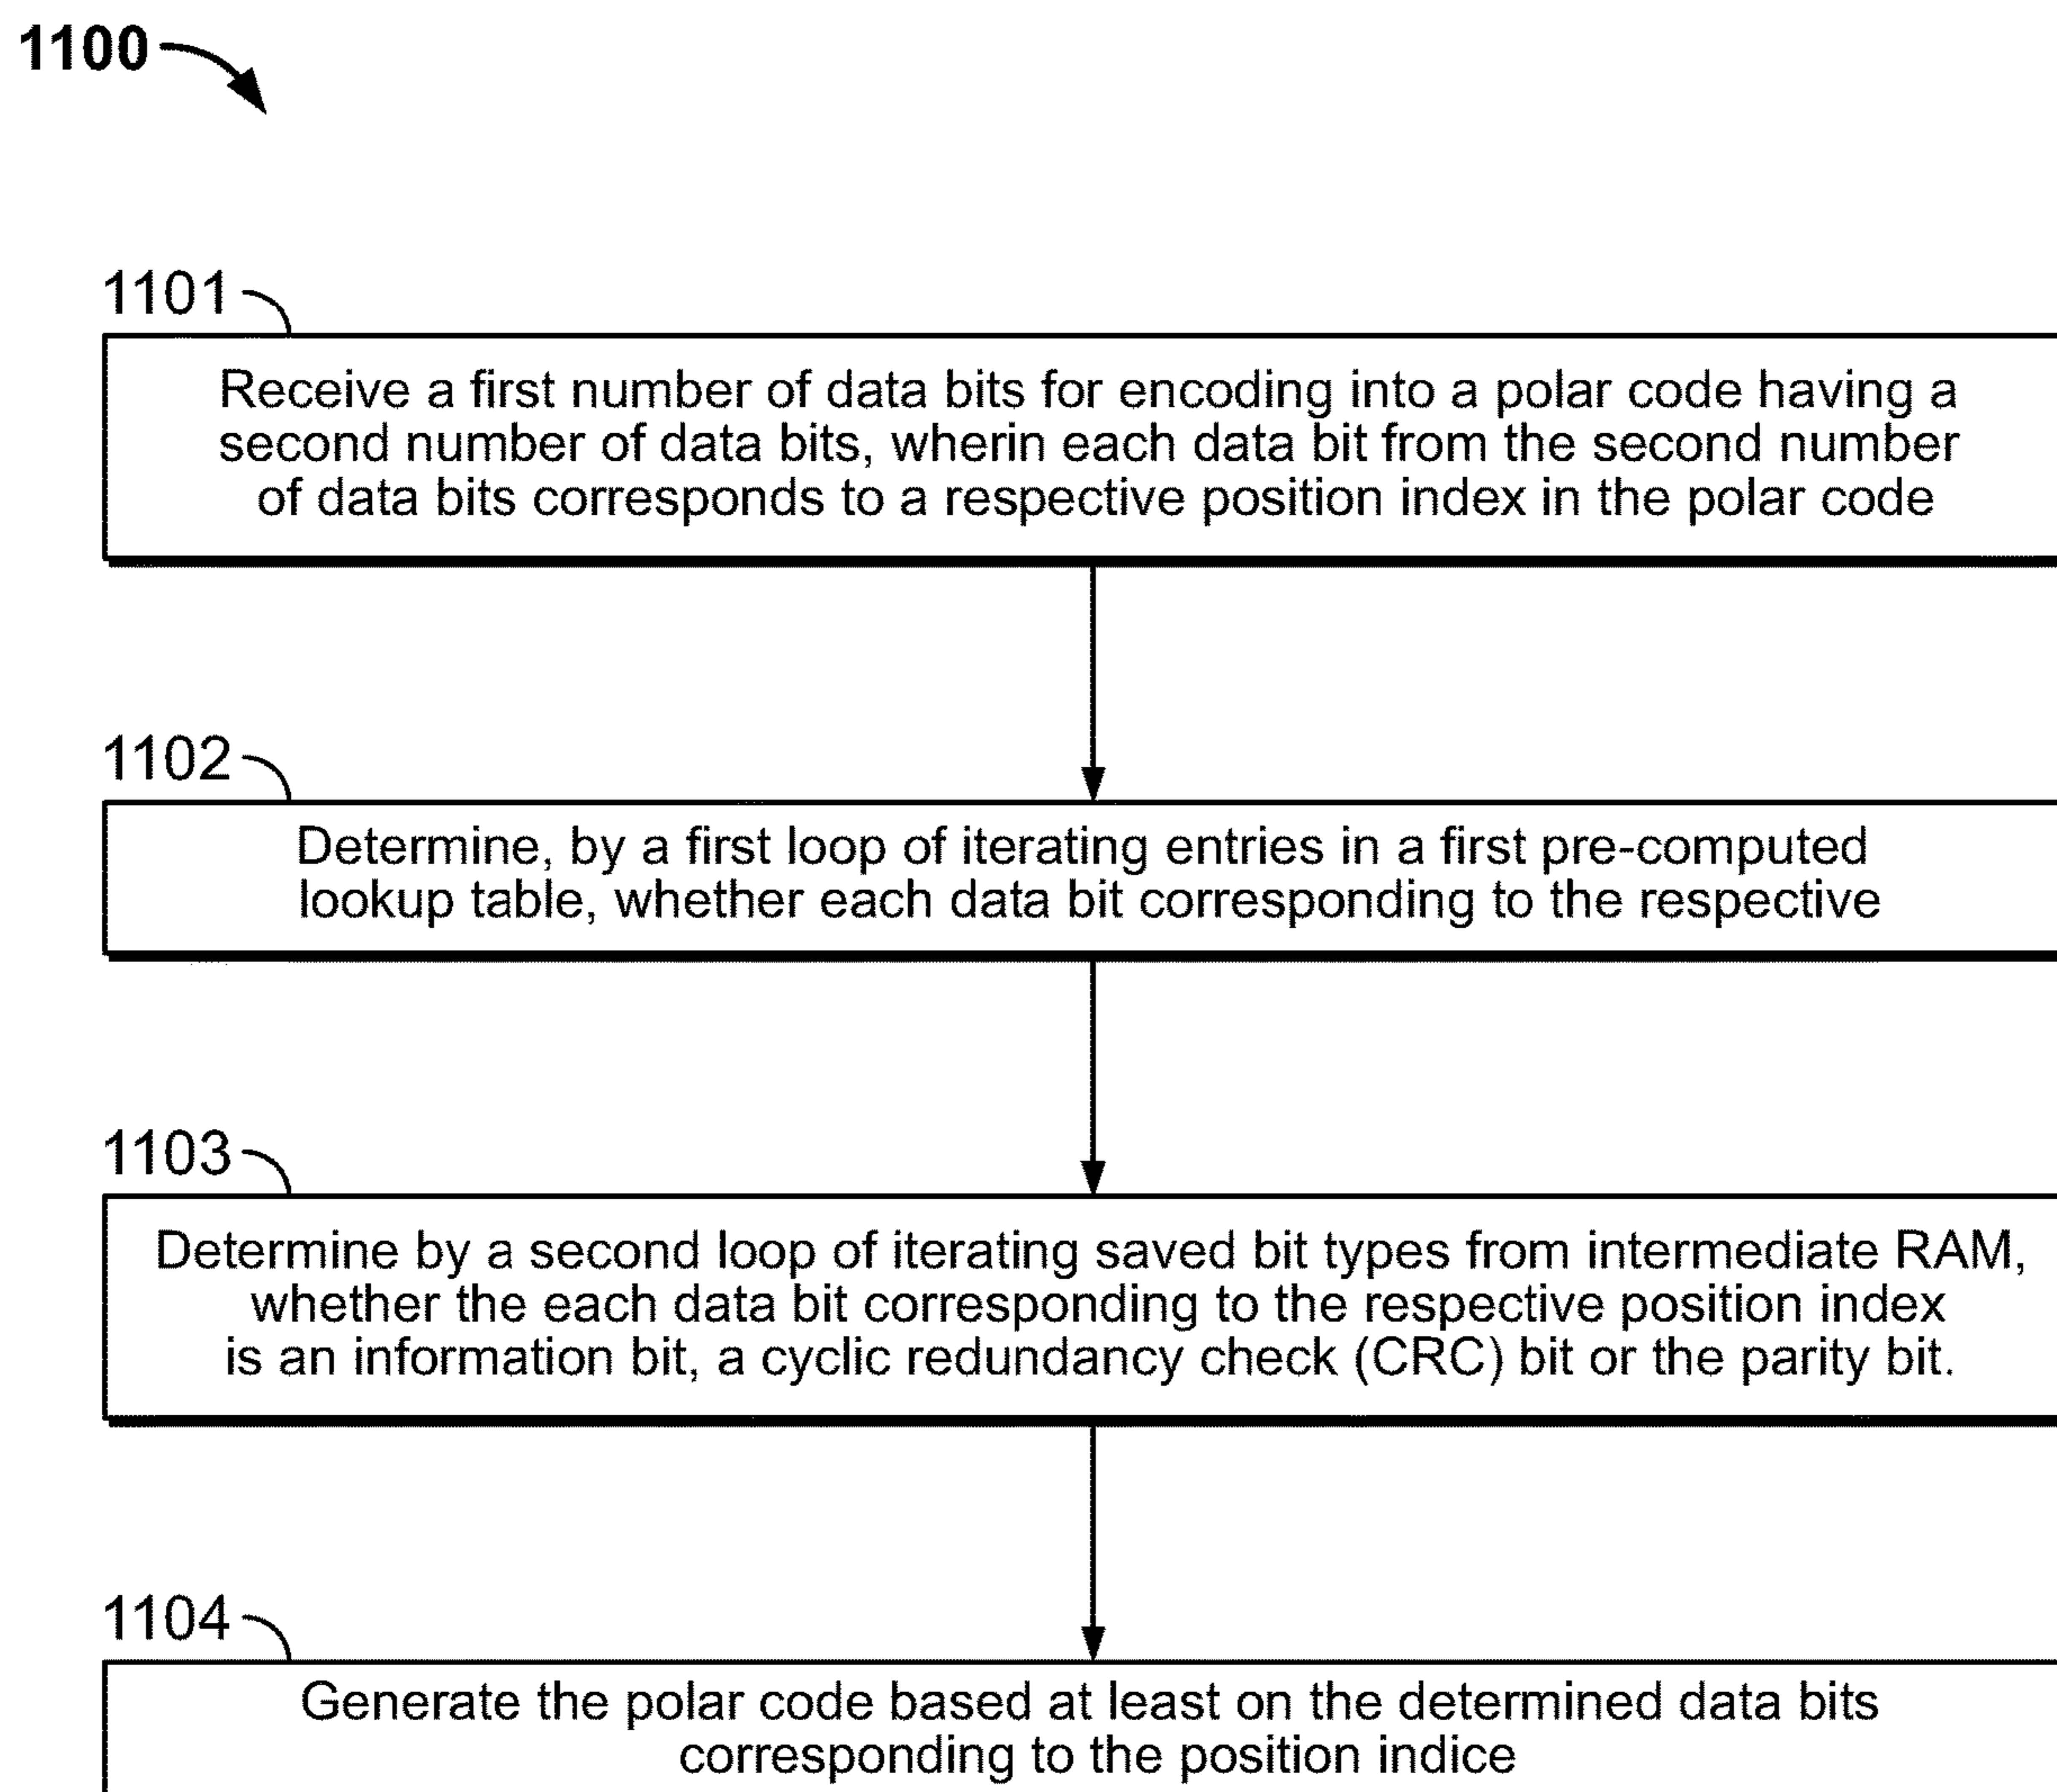 1100
1101
Receive a first number of data bits for encoding into a polar code having a
second number of data bits, wherin each data bit from the second number
of data bits corresponds to a respective position index in the polar code
1102
Determine, by a first loop of iterating entries in a first pre-computed
lookup table, whether each data bit corresponding to the respective
1103
Determine by a second loop of iterating saved bit types from intermediate RAM,
whether the each data bit corresponding to the respective position index
is an information bit, a cyclic redundancy check (CRC) bit or the parity bit.
1104
Generate the polar code based at least on the determined data bits
corresponding to the position indice